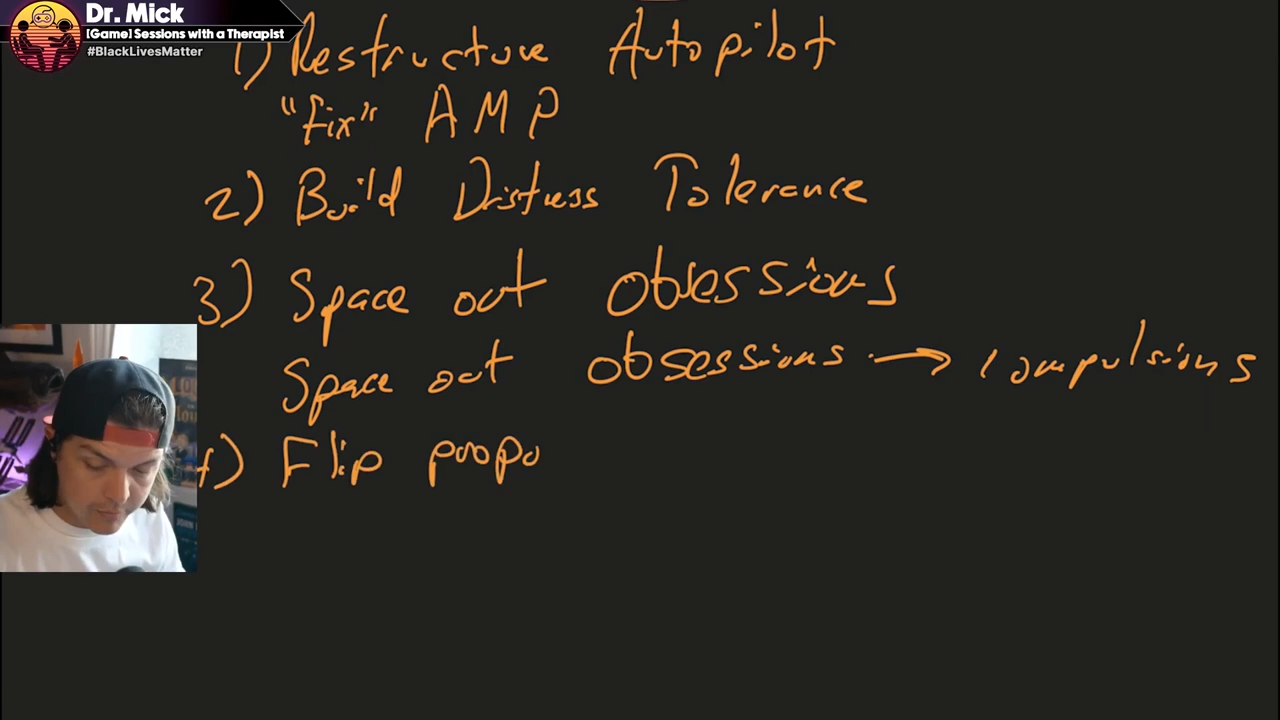 Dr. Mick
[Game] Sessions with a Therapist
#BlackLivesMatter
1) Restructure Autopilot
"fix" AMP
2) Build Distress Tolerance
3) Space out obsessions
Space out obsessions → compulsions
4) Flip poopo